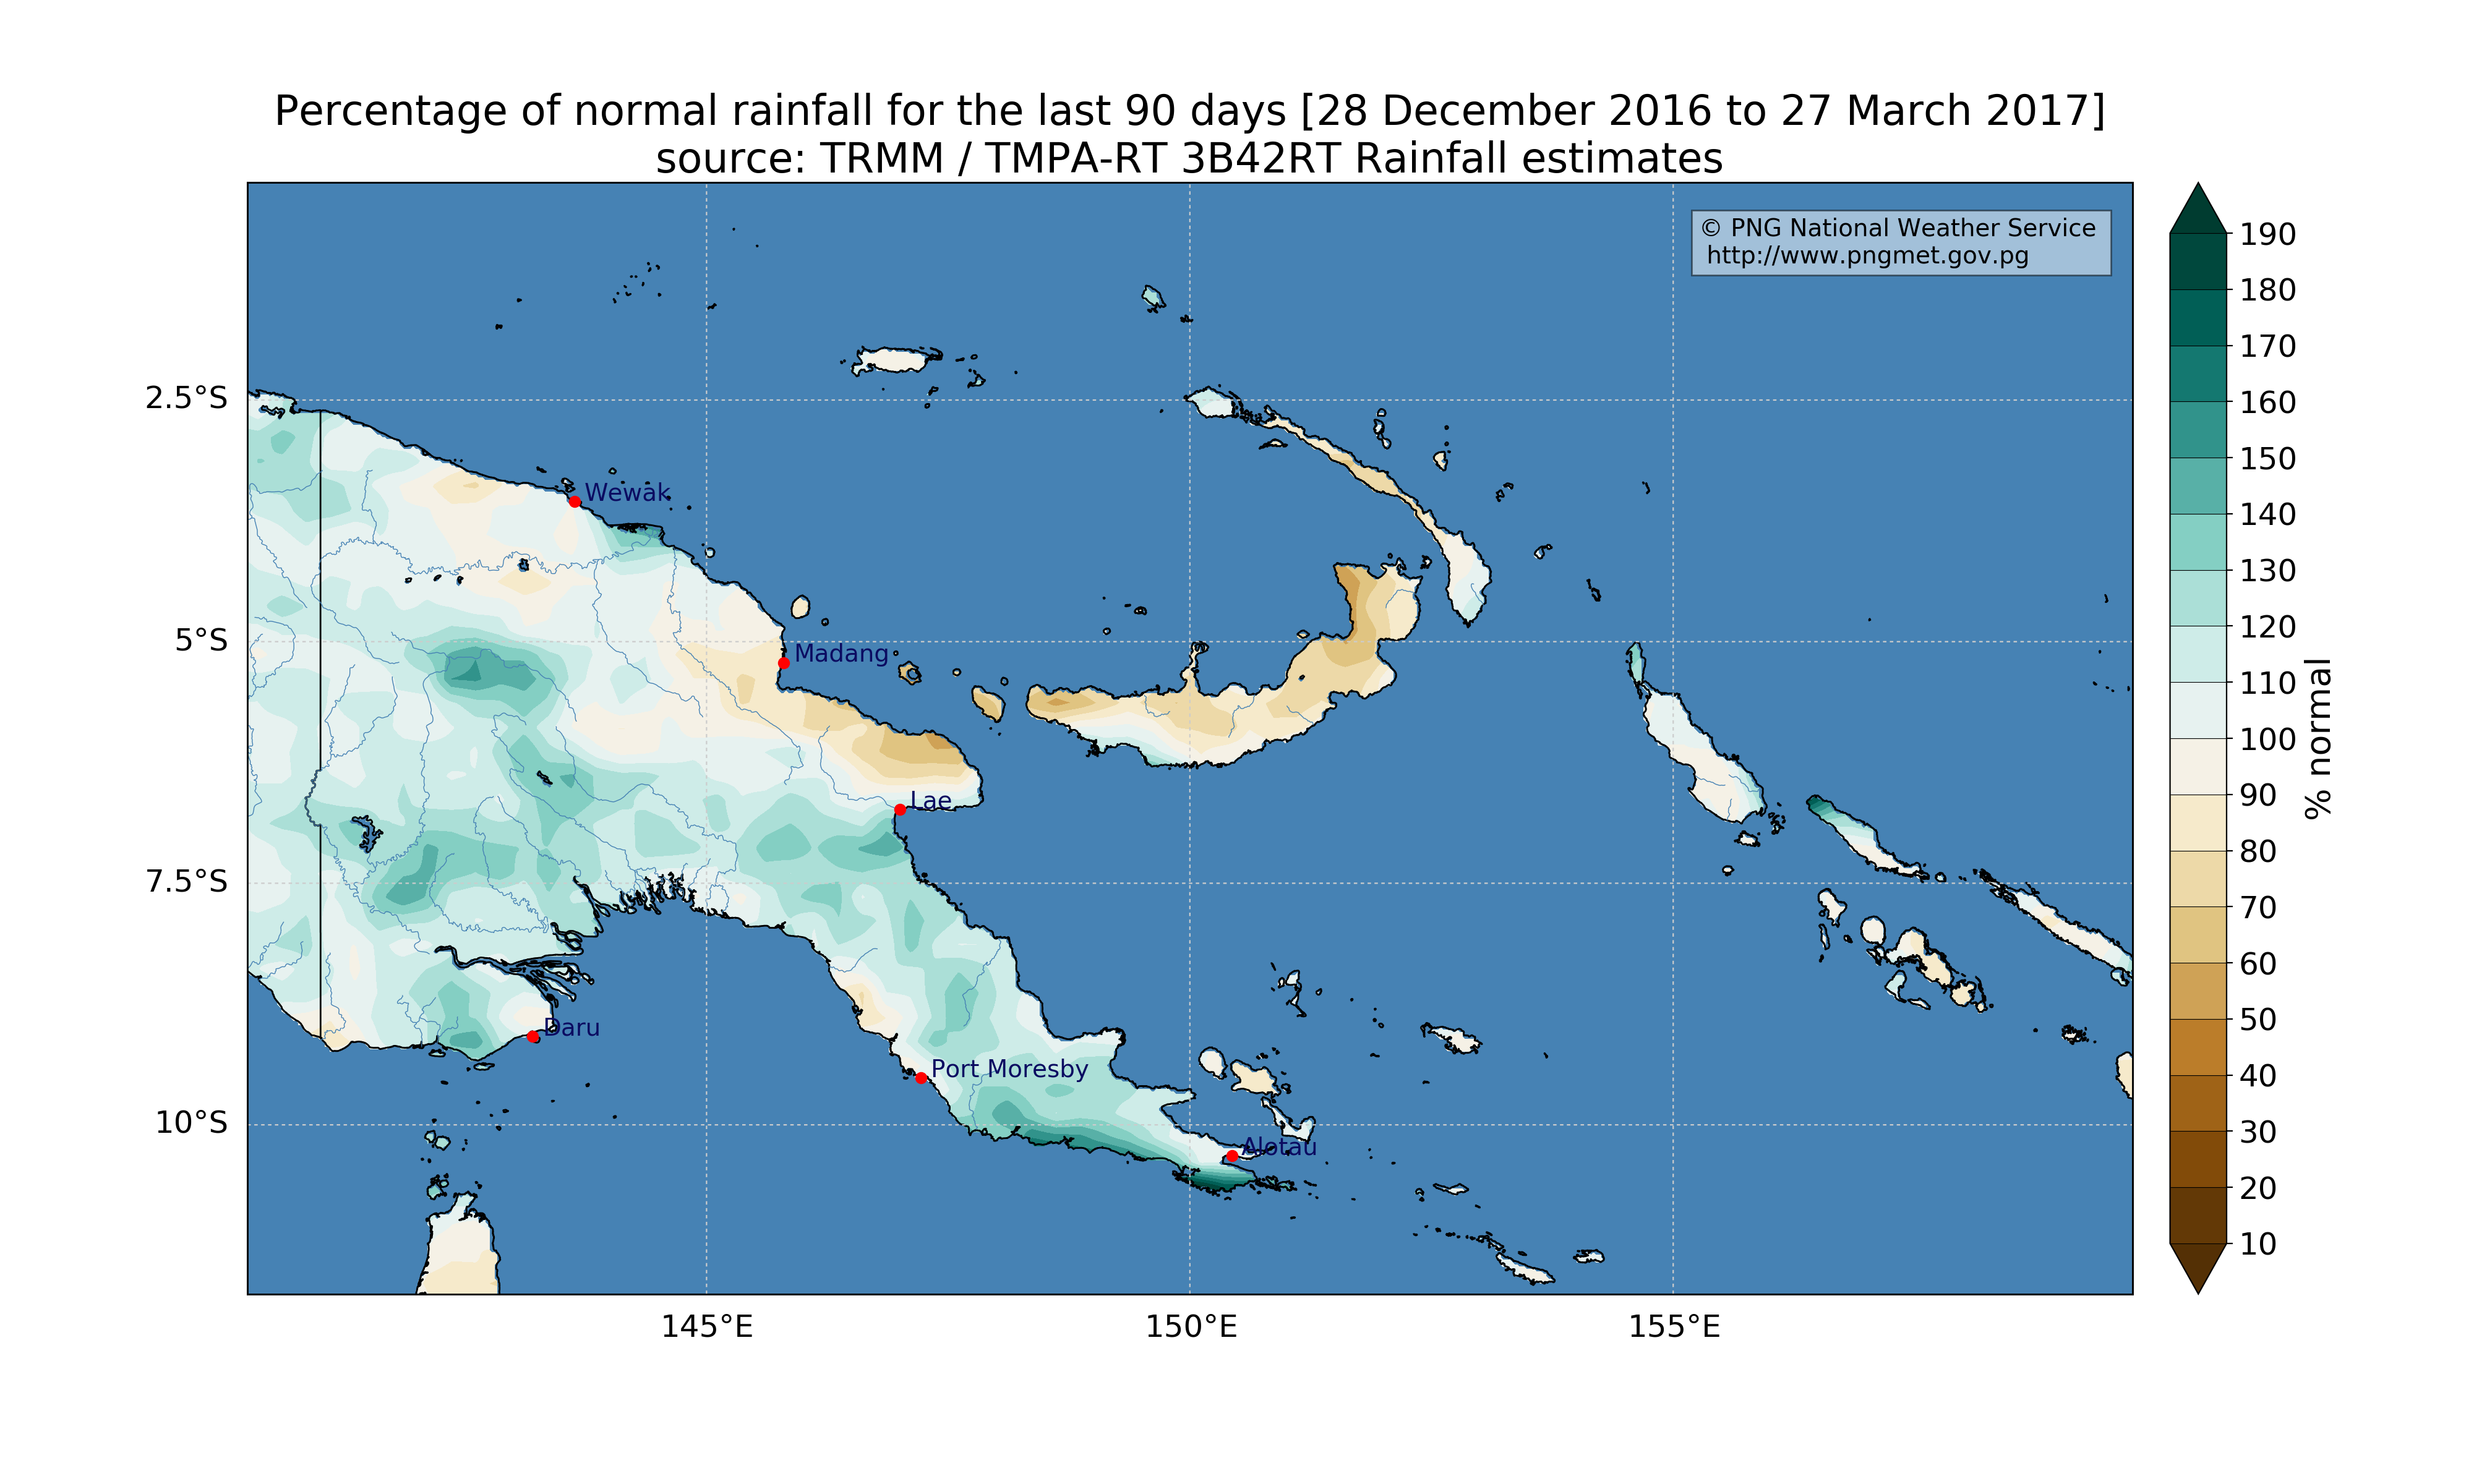 Percentage of normal rainfall for the last 90 days [28 December 2016 to 27 March 2017]
source: TRMM / TMPA-RT 3B42RT Rainfall estimates
© PNG National Weather Service
http://www.pngmet.gov.pg
2.5°S
5°S
7.5°S
10°S
Wewak
Madang
Lae
Daru
Port Moresby
Alotau
145°E
150°E
155°E
190
180
170
160
150
140
130
120
110
100
90
80
70
60
50
40
30
20
10
% normal